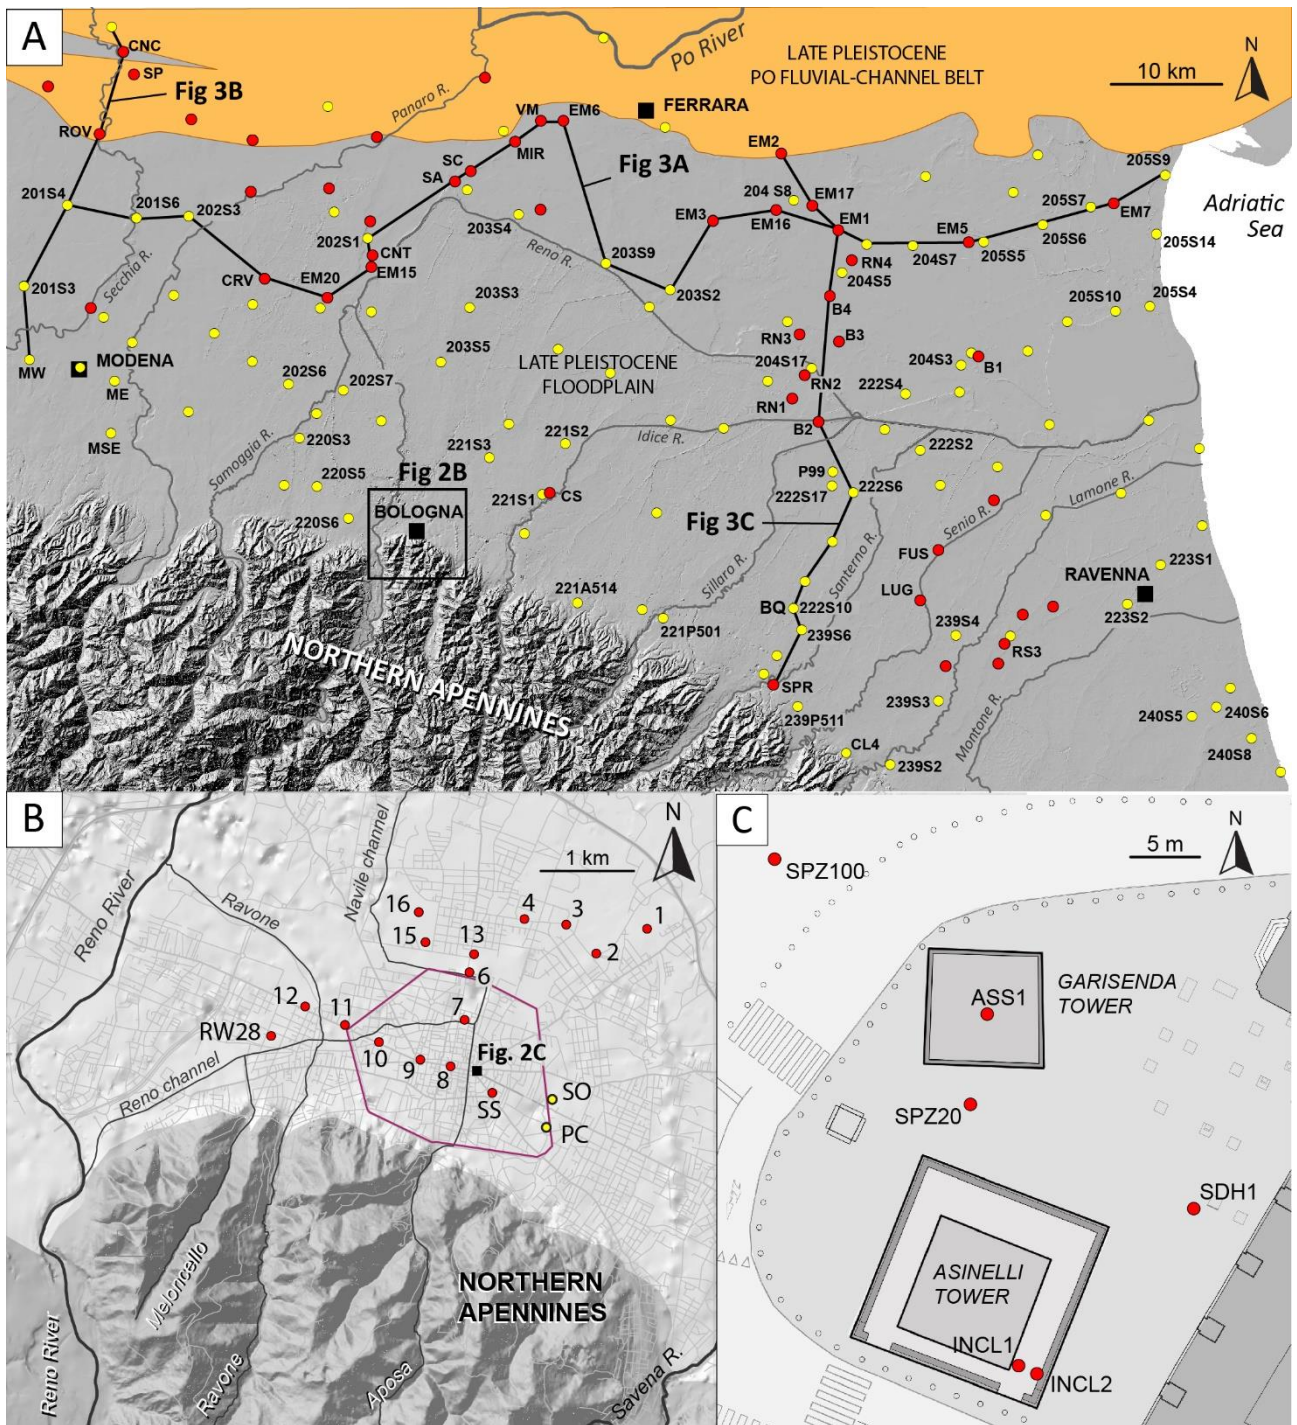 A
CNC
SP
Fig 3B
ROV
Panaro R.
Po River
LATE PLEISTOCENE
PO FLUVIAL-CHANNEL BELT
10 km
N
FERRARA
VM
EM6
MIR
SC
SA
Fig 3A
EM2
205S9
Adriatic
Sea
201S4
201S6
202S3
204 S8
EM17
EM16
EM1
EM3
205S7
EM7
205S6
205S14
EM5
205S5
204S7
203S4
202S1
CNT
EM15
Reno R.
203S9
203S2
RN4
204S5
Secchia R.
CRV
EM20
201S3
203S3
B4
B3
RN3
205S10
205S4
MODENA
MW
ME
MSE
203S5
LATE PLEISTOCENE
FLOODPLAIN
204S17
RN2
RN1
204S3
B1
202S6
202S7
222S4
B2
Samoggia R.
220S3
221S3
221S2
Idice R.
222S2
220S5
Fig 2B
BOLOGNA
221S1
CS
P99
222S17
222S6
Lamone R.
220S6
Fig 3C
Senio R.
Sillaro R.
Santerno R.
FUS
223S1
RAVENNA
LUG
223S2
221A514
221P501
BQ
222S10
239S6
239S4
RS3
NORTHERN APENNINES
SPR
239P511
239S3
Montone R.
240S5
240S6
240S8
CL4
239S2
B
N
1 km
Reno River
Ravone
Navile channel
16
15
4
3
1
2
13
6
12
11
7
RW28
10
9
8
Fig. 2C
Reno channel
SS
SO
PC
Meloncello
Ravone
Aposa
NORTHERN
APENNINES
Reno River
Savena R.
C
N
5 m
SPZ100
GARISENDA
TOWER
ASS1
SPZ20
SDH1
ASINELLI
TOWER
INCL1
INCL2